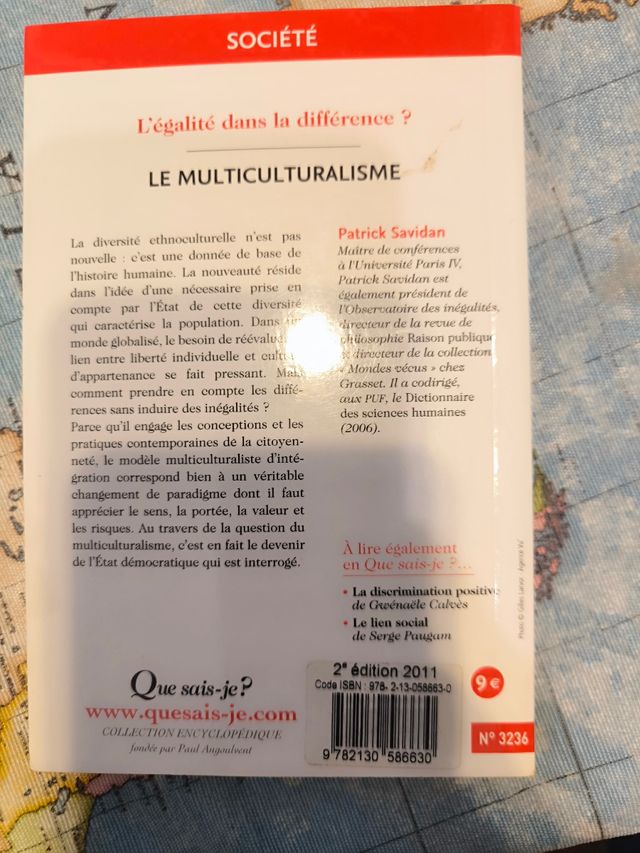 SOCIÉTÉ
L'égalité dans la différence ?
LE MULTICULTURALISME
La diversité ethnoculturelle n'est pas
nouvelle : c'est une donnée de base de
l'histoire humaine. La nouveauté réside
dans l'idée d'une nécessaire prise en
compte par l'État de cette diversité
qui caractérise la population. Dans un
monde globalisé, le besoin de réévaluer
lien entre liberté individuelle et
d'appartenance se fait pressant. Mais
comment prendre en compte les diffé-
rences sans induire des inégalités ?
Parce qu'il engage les conceptions et les
pratiques contemporaines de la citoyen-
neté, le modèle multiculturaliste d'inté-
gration correspond bien à un véritable
changement de paradigme dont il faut
apprécier le sens, la portée, la valeur et
les risques. Au travers de la question du
multiculturalisme, c'est en fait le devenir
de l'État démocratique qui est interrogé.
Patrick Savidan
Maître de conférences
à l'Université Paris IV,
Patrick Savidan est
également président de
l'Observatoire des inégalités,
directeur de la revue de
philosophie Raison publique
directeur de la collection
« Mondes vécus » chez
Grasset. Il a codirigé,
aux PUF, le Dictionnaire
des sciences humaines
(2006).
À lire également
en Que sais-je ?...
• La discrimination positive
de Gwénaële Calvès
• Le lien social
de Serge Paugam
Photo © Gilles Larvor - Agence VU
Que sais-je?
www.quesais-je.com
COLLECTION ENCYCLOPÉDIQUE
fondée par Paul Angoulvent
2e édition 2011
Code ISBN : 978- 2-13-058663-0
9 782130 586630
9 €
N° 3236